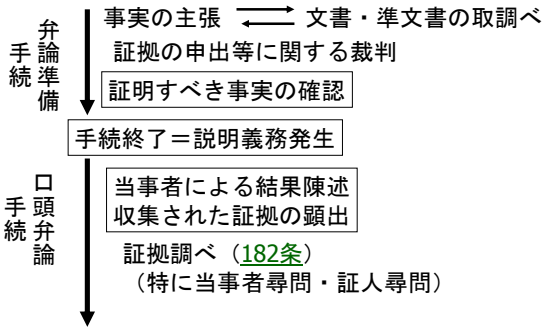 弁論準備
手続
事実の主張 文書・準文書の取調べ
証拠の申出等に関する裁判
証明すべき事実の確認
手続終了＝説明義務発生
口頭弁論
手続
当事者による結果陳述
収集された証拠の顕出
証拠調べ（182条）
（特に当事者尋問・証人尋問）